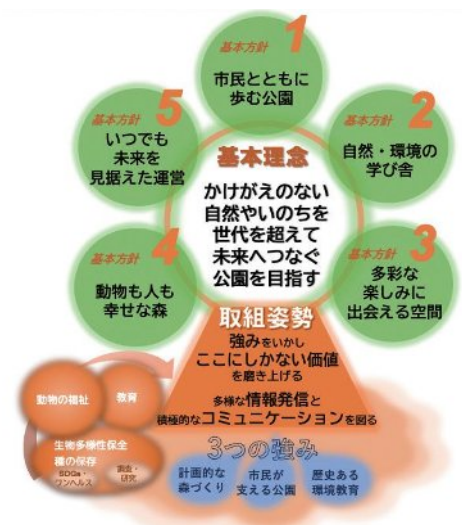 基本方針 1
市民とともに
歩む公園
基本方針 2
自然・環境の
学び舎
基本方針 3
多彩な
楽しみに
出会える空間
基本方針 4
動物も人も
幸せな森
基本方針 5
いつでも
未来を
見据えた運営
基本理念
かけがえのない
自然やいのちを
世代を超えて
未来へつなぐ
公園を目指す
取組姿勢
強みをいかし
ここにしかない価値
を磨き上げる
多様な情報発信と
積極的なコミュニケーションを図る
動物の福祉
教育
生物多様性保全
種の保存
SDGs・
ワンヘルス
調査・
研究
3つの強み
計画的な
森づくり
市民が
支える公園
歴史ある
環境教育